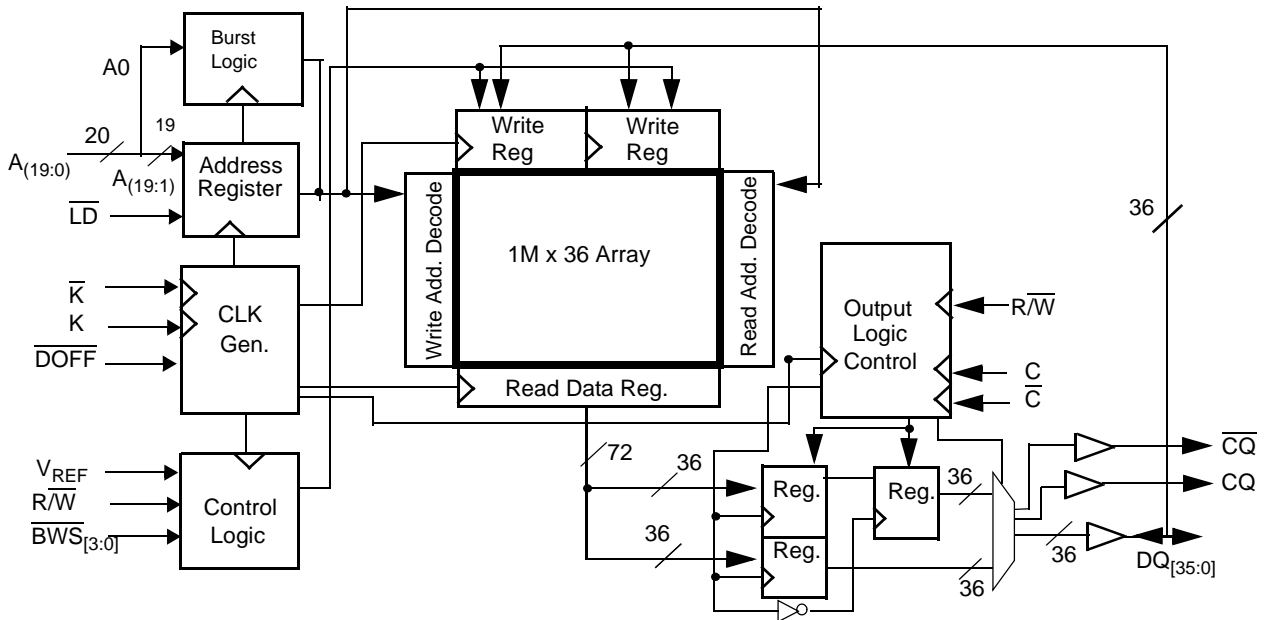 Burst
Logic
A0
20
19
A(19:0)
A(19:1)
Address
Register
LD
K
K
DOFF
CLK
Gen.
VREF
R/W
BWS[3:0]
Control
Logic
Write
Reg
Write
Reg
Write Add. Decode
1M x 36 Array
Read Add. Decode
Read Data Reg.
72
36
36
Output
Logic
Control
R/W
C
C
Reg.
Reg.
Reg.
36
36
36
36
CQ
CQ
DQ[35:0]